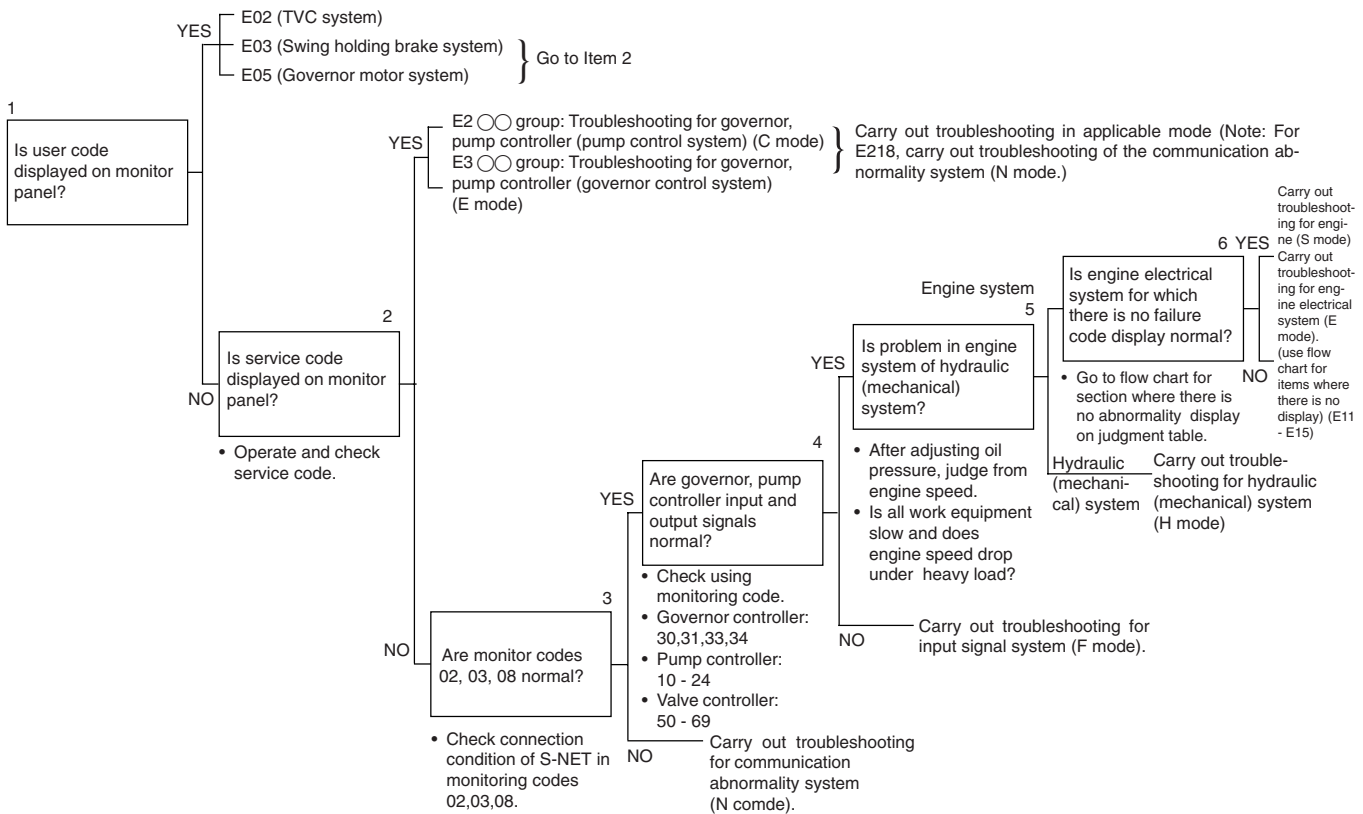 YES
E02 (TVC system)
E03 (Swing holding brake system)
E05 (Governor motor system)
} Go to Item 2
1
Is user code
displayed on monitor
panel?
NO
2
Is service code
displayed on monitor
panel?
• Operate and check
service code.
YES
E2 ○○ group: Troubleshooting for governor,
pump controller (pump control system) (C mode)
E3 ○○ group: Troubleshooting for governor,
pump controller (governor control system)
(E mode)
} Carry out troubleshooting in applicable mode (Note: For
E218, carry out troubleshooting of the communication ab-
normality system (N mode.)
NO
3
Are monitor codes
02, 03, 08 normal?
• Check connection
condition of S-NET in
monitoring codes
02,03,08.
YES
4
Are governor, pump
controller input and
output signals
normal?
• Check using
monitoring code.
• Governor controller:
30,31,33,34
• Pump controller:
10 - 24
• Valve controller:
50 - 69
NO
Carry out troubleshooting
for communication
abnormality system
(N comde).
YES
5
Is problem in engine
system of hydraulic
(mechanical)
system?
• After adjusting oil
pressure, judge from
engine speed.
• Is all work equipment
slow and does
engine speed drop
under heavy load?
NO
Carry out troubleshooting for
input signal system (F mode).
Engine system
6
Is engine electrical
system for which
there is no failure
code display normal?
• Go to flow chart for
section where there is
no abnormality display
on judgment table.
Hydraulic
(mechani-
cal) system
Carry out trouble-
shooting for hydraulic
(mechanical) system
(H mode)
YES
Carry out
troubleshoot-
ing for engi-
ne (S mode)
NO
Carry out
troubleshoot-
ing for eng-
ine electrical
system (E
mode).
(use flow
chart for
items where
there is no
display) (E11
- E15)